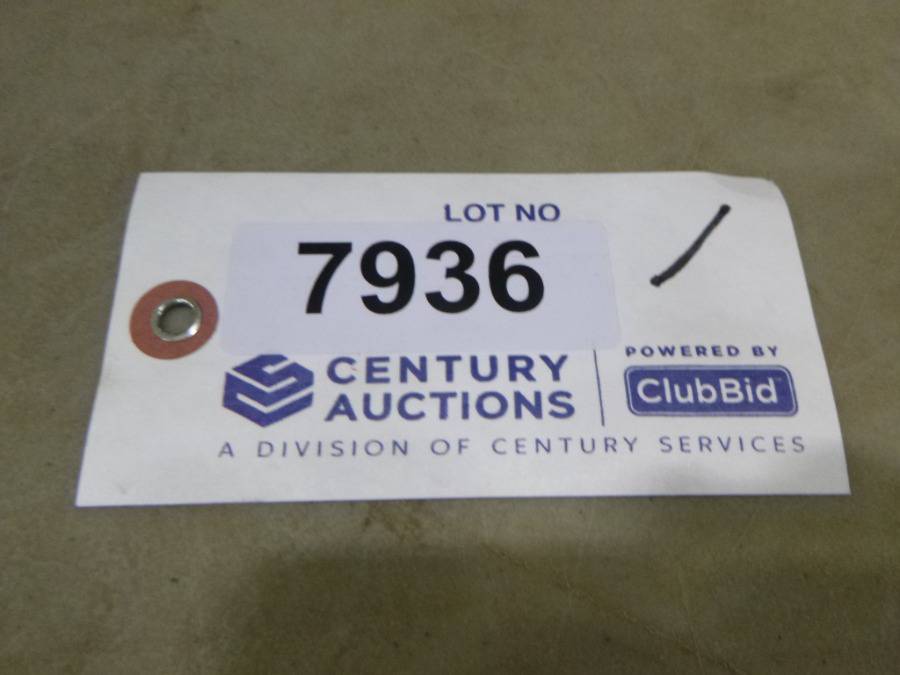 LOT NO
7936
CENTURY
AUCTIONS
POWERED BY
ClubBid
A DIVISION OF CENTURY SERVICES